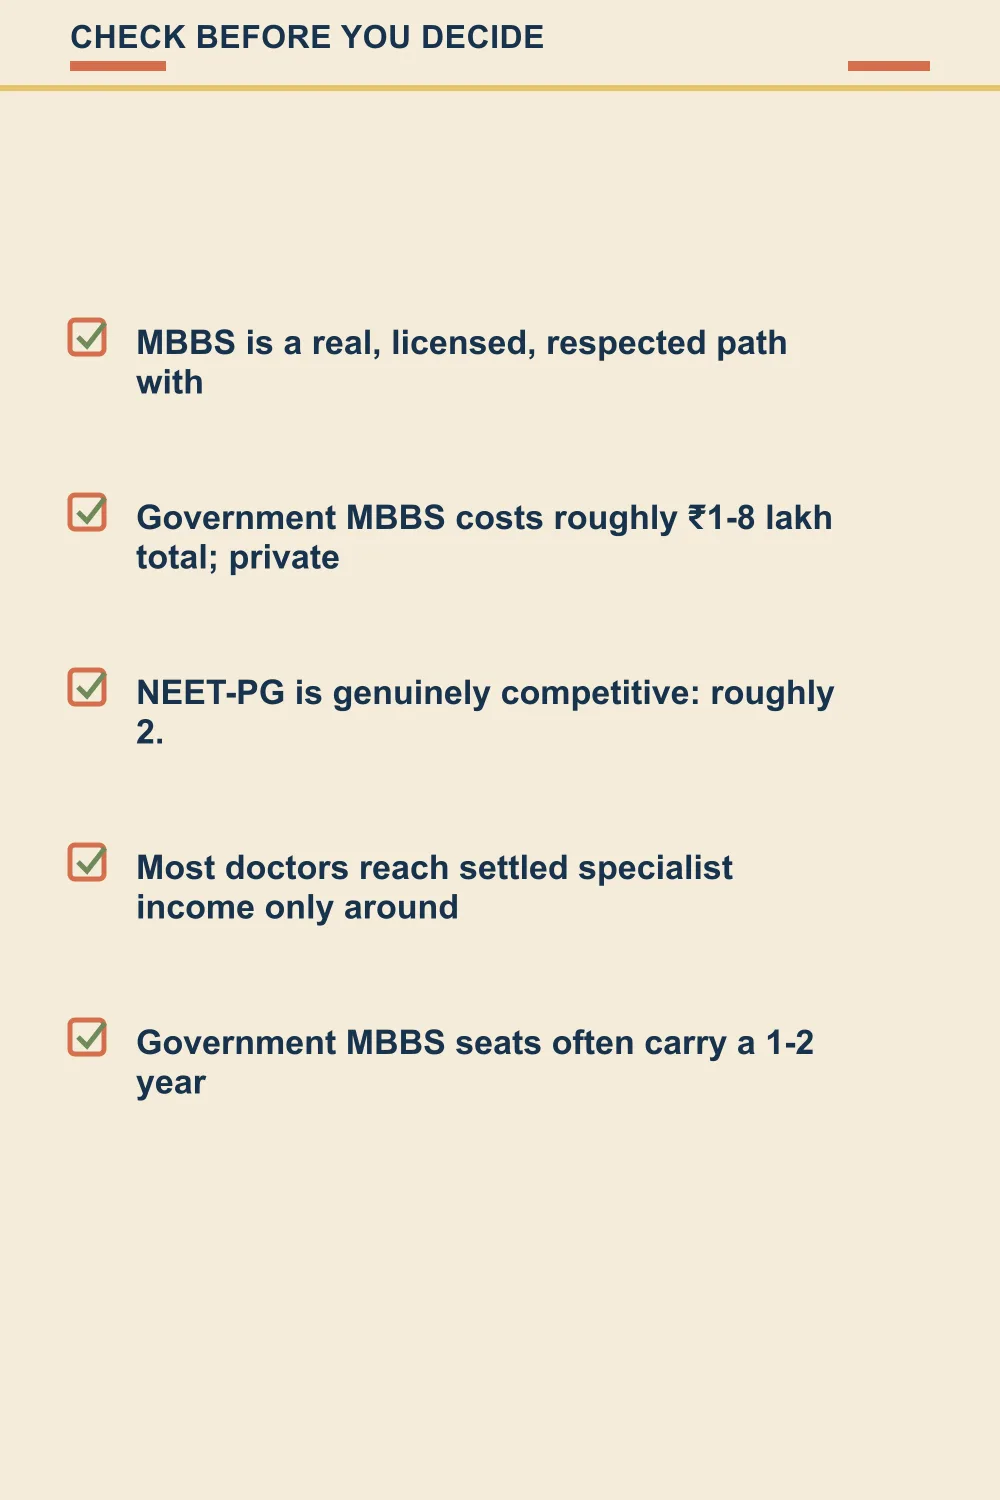 CHECK BEFORE YOU DECIDE
MBBS is a real, licensed, respected path
with
Government MBBS costs roughly ₹1-8 lakh
total; private
NEET-PG is genuinely competitive: roughly
2.
Most doctors reach settled specialist
income only around
Government MBBS seats often carry a 1-2
year